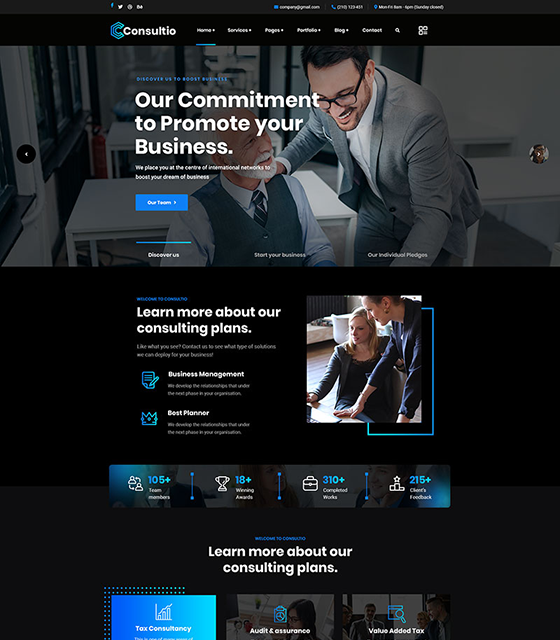 company@gmail.com (210) 123-451 Mon-Fri 8am - 6pm (Sunday closed)
Consultio Home + Services + Pages + Portfolio + Blog + Contact
DISCOVER US TO BOOST BUSINESS
Our Commitment
to Promote your
Business.
We place you at the centre of international networks to
boost your dream of business
Our Team >
Discover us Start your business Our Individual Pledges
WELCOME TO CONSULTIO
Learn more about our
consulting plans.
Like what you see? Contact us to see what type of solutions
we can deploy for your business!
Business Management
We develop the relationships that under
the next phase in your organisation.
Best Planner
We develop the relationships that under
the next phase in your organisation.
105+ 18+ 310+ 215+
Team Winning Completed Client's
members Awards Works Feedback
WELCOME TO CONSULTIO
Learn more about our
consulting plans.
Tax Consultancy Audit & assurance Value Added Tax